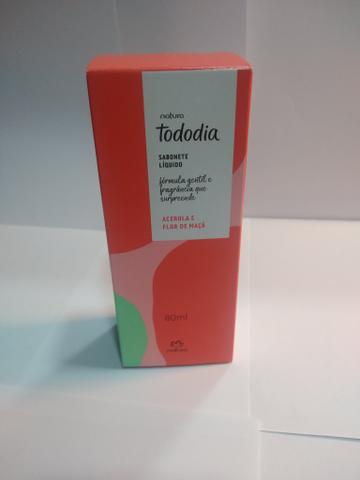 natura
tododia
SABONETE
LÍQUIDO
fórmula gentil e
fragrância que
surpreende
ACEROLA E
FLOR DE MAÇÃ
80ml
natura